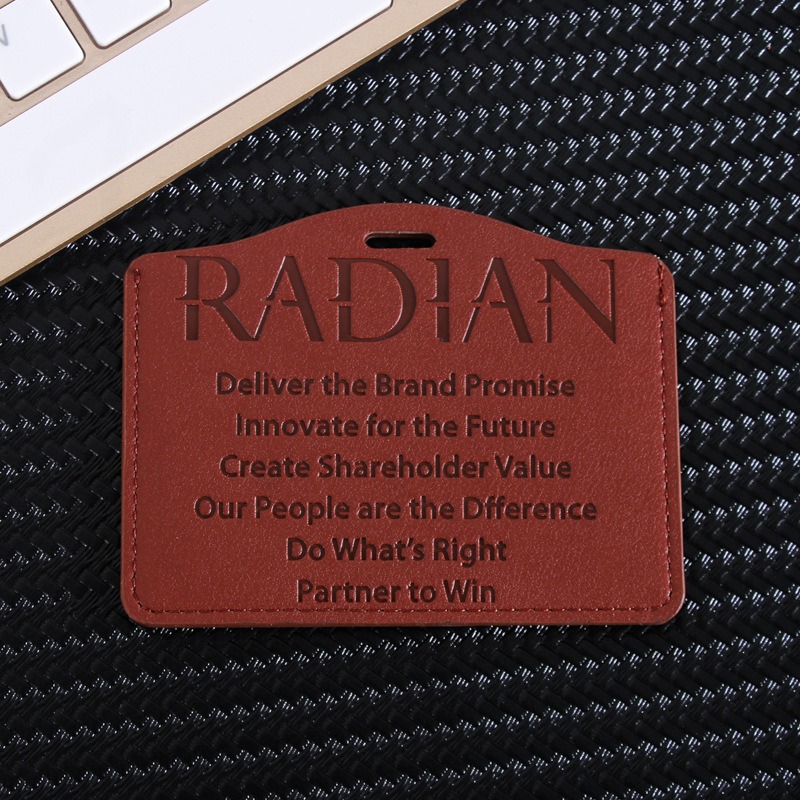 N
RADIAN
Deliver the Brand Promise
Innovate for the Future
Create Shareholder Value
Our People are the Dfference
Do What's Right
Partner to Win